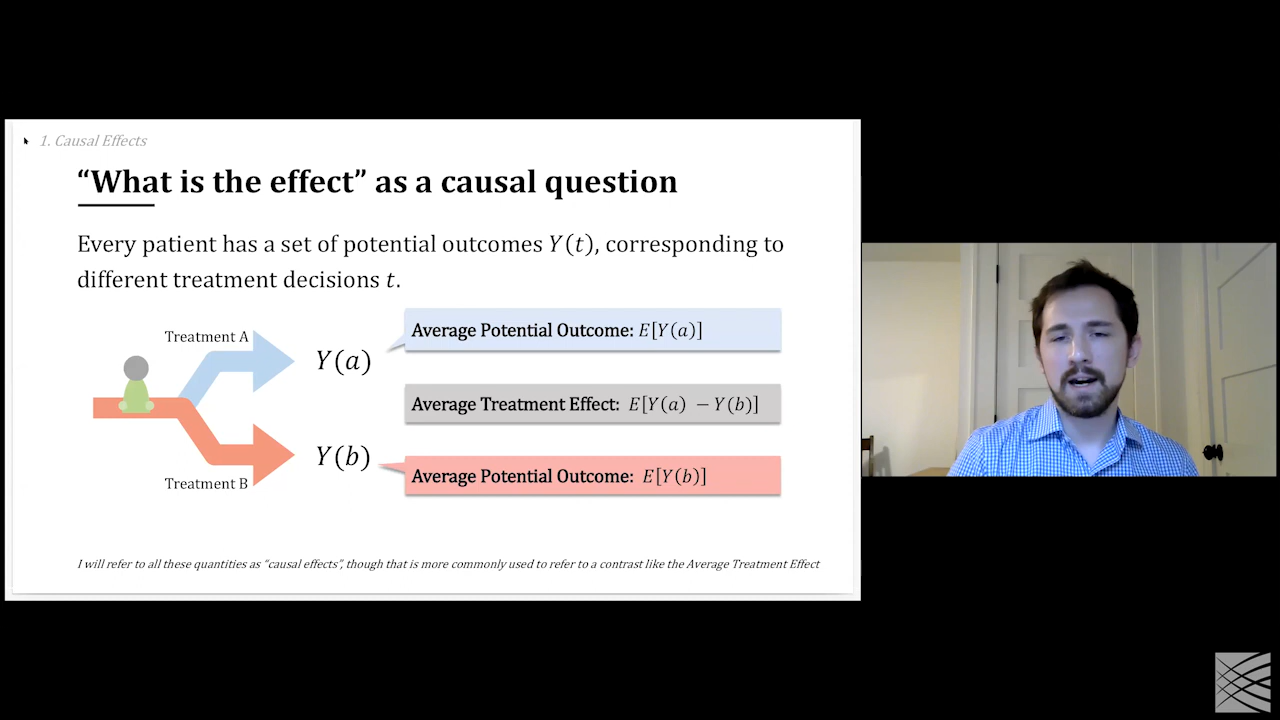 1. Causal Effects
“What is the effect” as a causal question
Every patient has a set of potential outcomes Y(t), corresponding to
different treatment decisions t.
Treatment A
Y(a)
Average Potential Outcome: E[Y(a)]
Average Treatment Effect: E[Y(a) − Y(b)]
Y(b)
Average Potential Outcome: E[Y(b)]
Treatment B
I will refer to all these quantities as “causal effects”, though that is more commonly used to refer to a contrast like the Average Treatment Effect